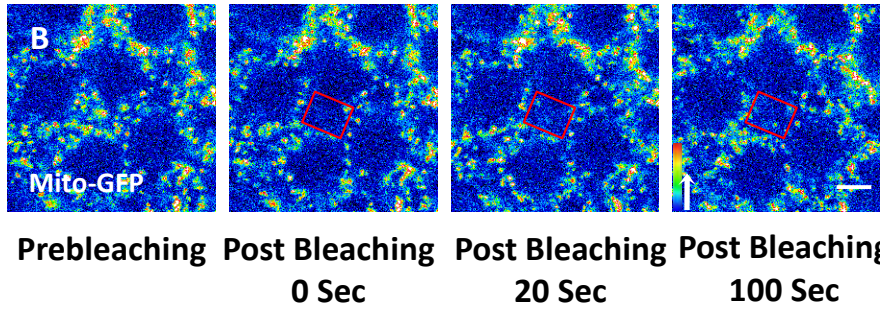 B
Mito-GFP
Prebleaching
Post Bleaching
0 Sec
Post Bleaching
20 Sec
Post Bleaching
100 Sec